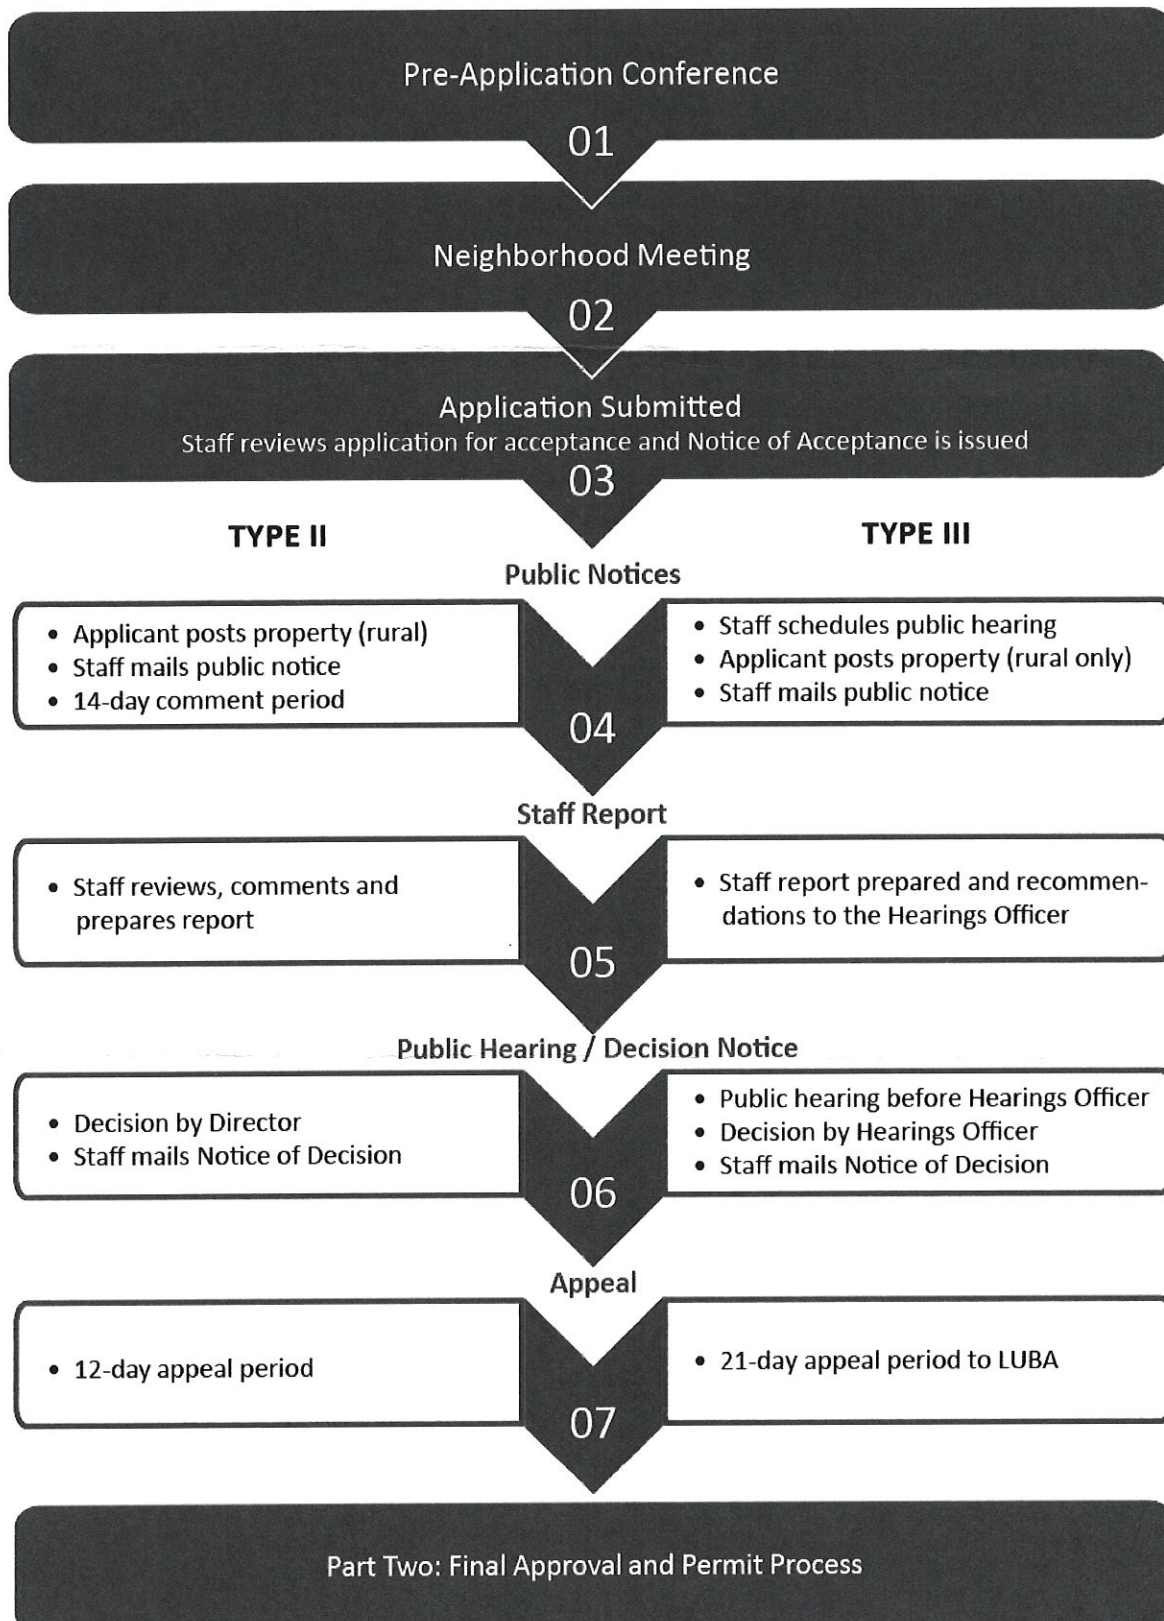 Pre-Application Conference
01
Neighborhood Meeting
02
Application Submitted
Staff reviews application for acceptance and Notice of Acceptance is issued
03
TYPE II
TYPE III
Public Notices
• Applicant posts property (rural)
• Staff mails public notice
• 14-day comment period
• Staff schedules public hearing
• Applicant posts property (rural only)
• Staff mails public notice
04
Staff Report
• Staff reviews, comments and
prepares report
• Staff report prepared and recommen-
dations to the Hearings Officer
05
Public Hearing / Decision Notice
• Decision by Director
• Staff mails Notice of Decision
• Public hearing before Hearings Officer
• Decision by Hearings Officer
• Staff mails Notice of Decision
06
Appeal
• 12-day appeal period
• 21-day appeal period to LUBA
07
Part Two: Final Approval and Permit Process